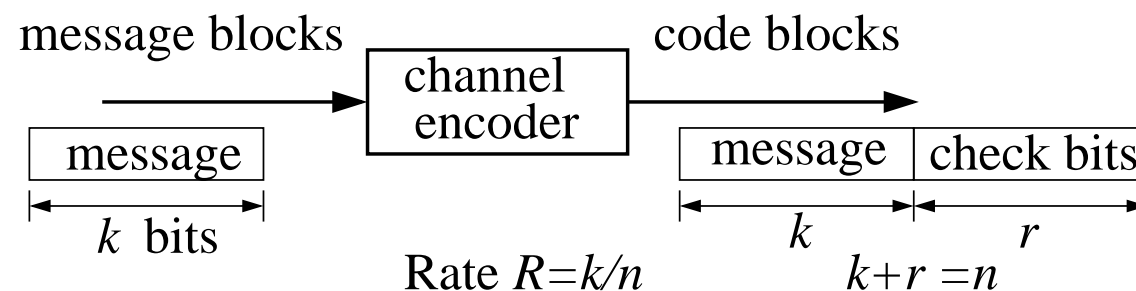 message blocks
code blocks
channel
encoder
message
message
check bits
k bits
k
r
Rate R=k/n
k+r =n